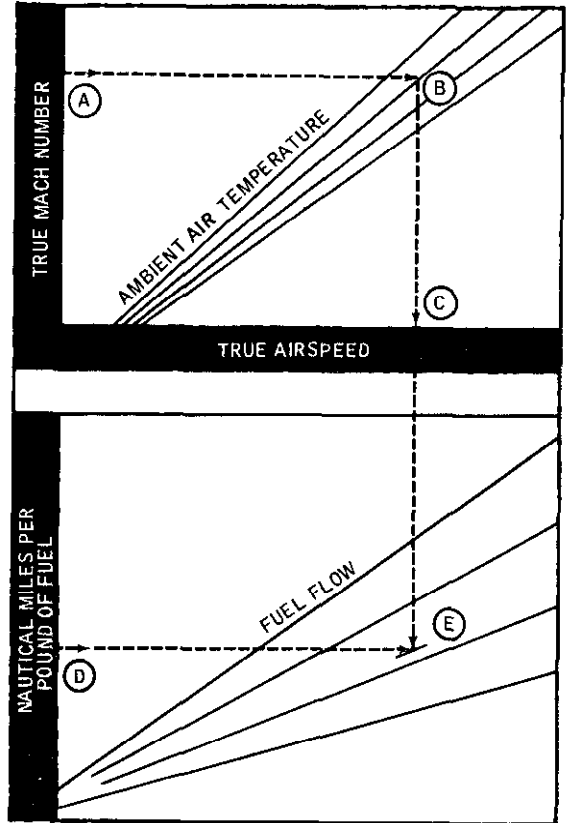 TRUE MACH NUMBER
A
B
AMBIENT AIR TEMPERATURE
C
TRUE AIRSPEED
NAUTICAL MILES PER
POUND OF FUEL
FUEL FLOW
E
D